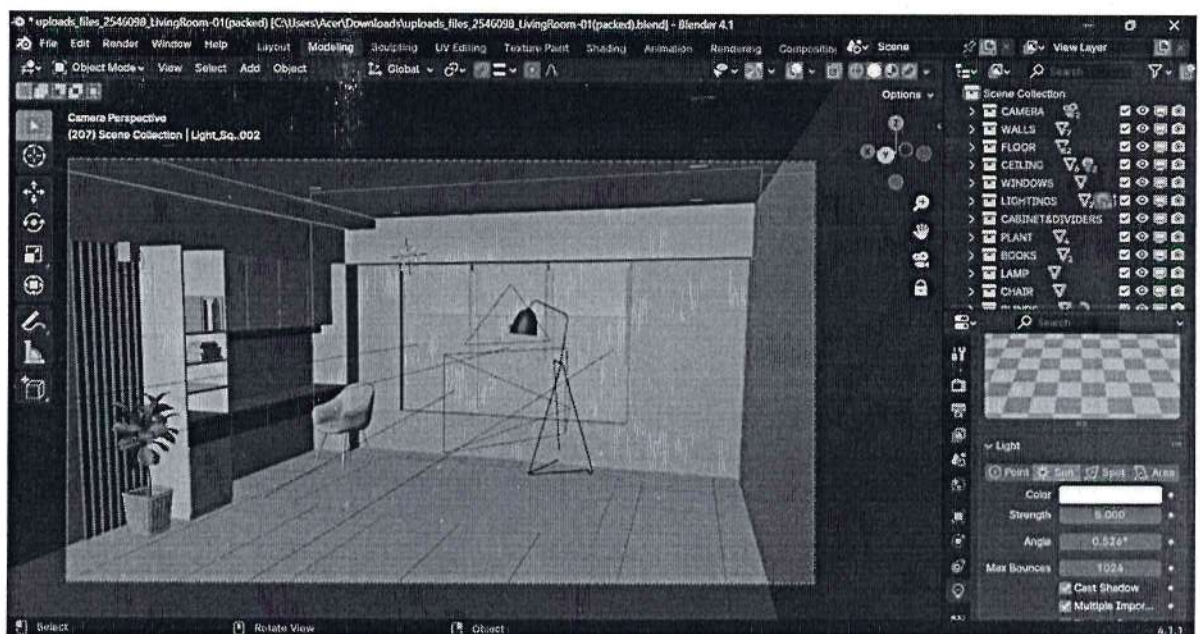 * uploads_files_2546098_LivingRoom-01(packed) [C:\Users\Acer\Downloads\uploads_files_2546098_LivingRoom-01(packed).blend] - Blender 4.1
File Edit Render Window Help Layout Modeling Sculpting UV Editing Texture Paint Shading Animation Rendering Compositing Scene View Layer
Object Mode View Select Add Object Global Search
Options
Camera Perspective
(207) Scene Collection | Light_Sq..002
Z
X
Y
Scene Collection
CAMERA
WALLS
FLOOR
CEILING
WINDOWS
LIGHTINGS
CABINET&DIVIDERS
PLANT
BOOKS
LAMP
CHAIR
Search
Light
Point Sun Spot Area
Color
Strength 5.000
Angle 0.526°
Max Bounces 1024
Cast Shadow
Multiple Impor...
Select Rotate View Object 4.1.1